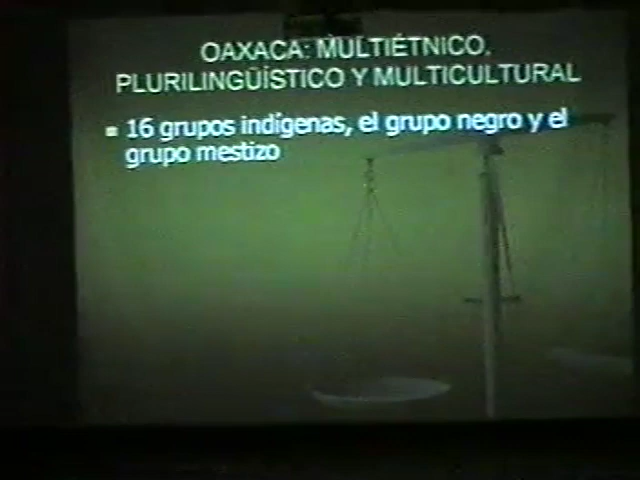 OAXACA: MULTIÉTNICO,
PLURILINGÜÍSTICO Y MULTICULTURAL
16 grupos indígenas, el grupo negro y el
grupo mestizo